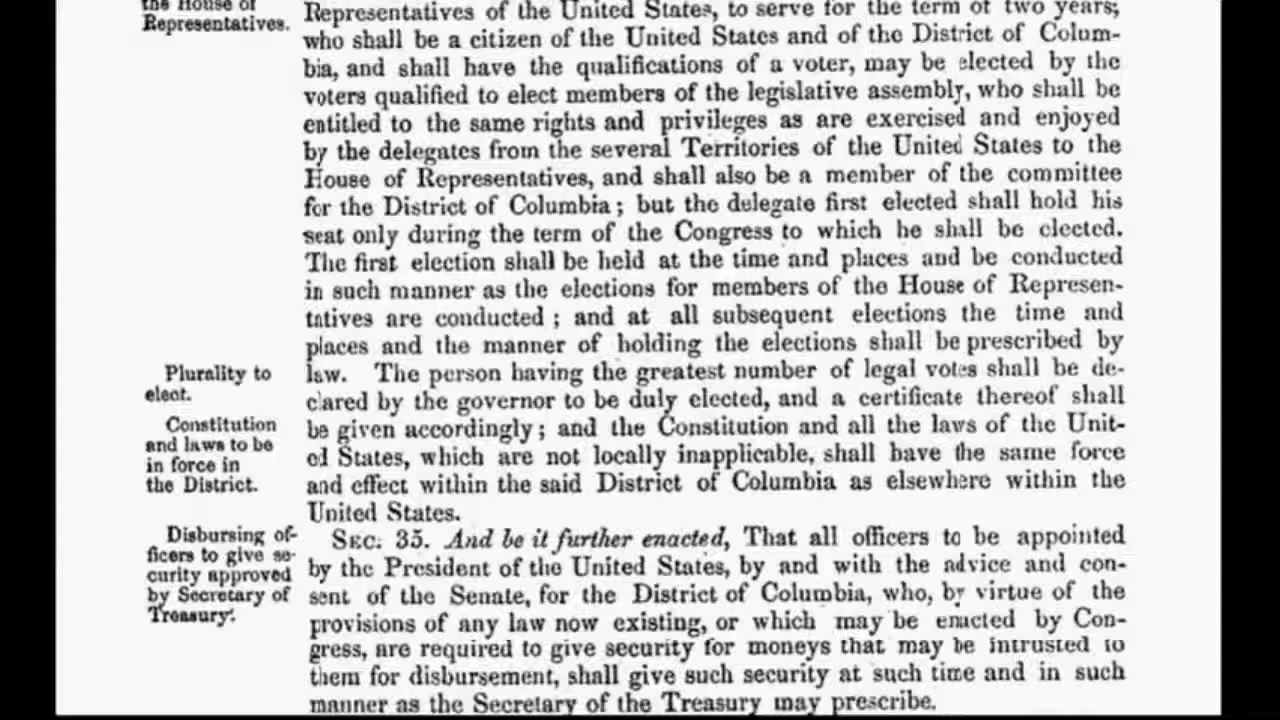 the House of
Representatives.
Representatives of the United States, to serve for the term of two years;
who shall be a citizen of the United States and of the District of Colum-
bia, and shall have the qualifications of a voter, may be elected by the
voters qualified to elect members of the legislative assembly, who shall be
entitled to the same rights and privileges as are exercised and enjoyed
by the delegates from the several Territories of the United States to the
House of Representatives, and shall also be a member of the committee
for the District of Columbia; but the delegate first elected shall hold his
seat only during the term of the Congress to which he shall be elected.
The first election shall be held at the time and places and be conducted
in such manner as the elections for members of the House of Represen-
tatives are conducted; and at all subsequent elections the time and
places and the manner of holding the elections shall be prescribed by
Plurality to
elect.
law. The person having the greatest number of legal votes shall be de-
clared by the governor to be duly elected, and a certificate thereof shall
Constitution
and laws to be
in force in
the District.
be given accordingly; and the Constitution and all the laws of the Unit-
ed States, which are not locally inapplicable, shall have the same force
and effect within the said District of Columbia as elsewhere within the
United States.
Disbursing of-
ficers to give se-
curity approved
by Secretary of
Treasury.
SEC. 35. And be it further enacted, That all officers to be appointed
by the President of the United States, by and with the advice and con-
sent of the Senate, for the District of Columbia, who, by virtue of the
provisions of any law now existing, or which may be enacted by Con-
gress, are required to give security for moneys that may be intrusted to
them for disbursement, shall give such security at such time and in such
manner as the Secretary of the Treasury may prescribe.